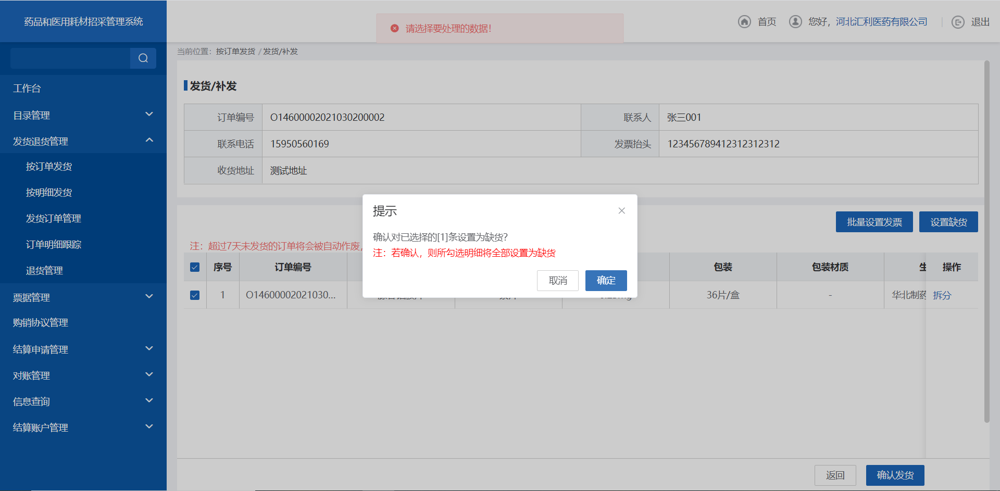 药品和医用耗材招采管理系统
请选择要处理的数据!
首页
您好，河北汇利医药有限公司
退出
当前位置：按订单发货 / 发货/补发
工作台
目录管理
发货退货管理
按订单发货
按明细发货
发货订单管理
订单明细跟踪
退货管理
票据管理
购销协议管理
结算申请管理
对账管理
信息查询
结算账户管理
发货/补发
订单编号 O14600002021030200002 联系人 张三001
联系电话 15950560169 发票抬头 123456789412312312312
收货地址 测试地址
批量设置发票 设置缺货
注：超过7天未发货的订单将会被自动作废，
序号 订单编号 包装 包装材质 生 操作
1 O14600002021030... 36片/盒 - 华北制药 拆分
提示
确认对已选择的[1]条设置为缺货?
注：若确认，则所勾选明细将全部设置为缺货
取消 确定
返回 确认发货